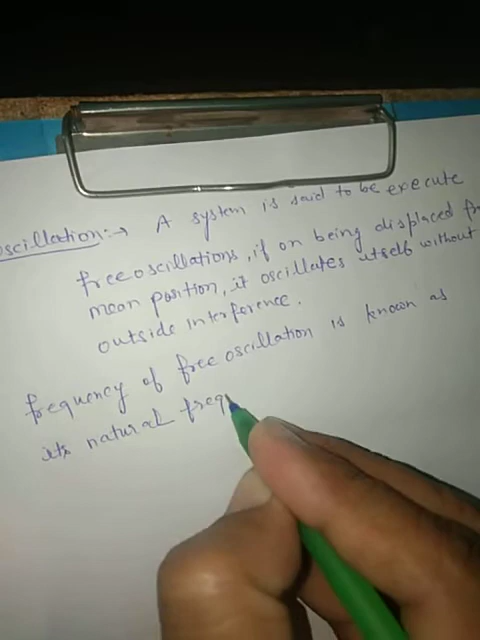 oscillation:→ A system is said to be execute
free oscillations, if on being displaced fr
mean position, it oscillates itself without
outside interference.
frequency of free oscillation is known as
its natural freq